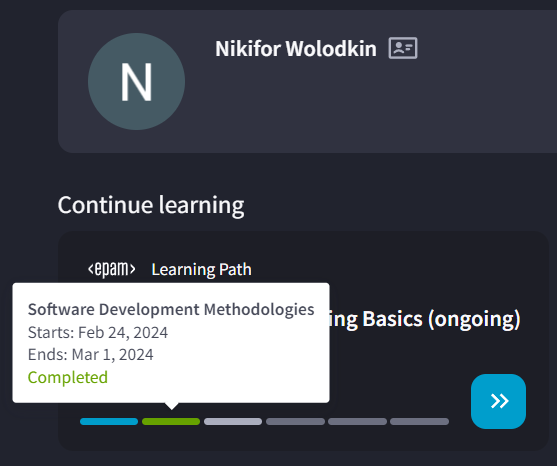 N
Nikifor Wolodkin
Continue learning
<epam> Learning Path
Software Development Methodologies
Starts: Feb 24, 2024
Ends: Mar 1, 2024
Completed
ing Basics (ongoing)